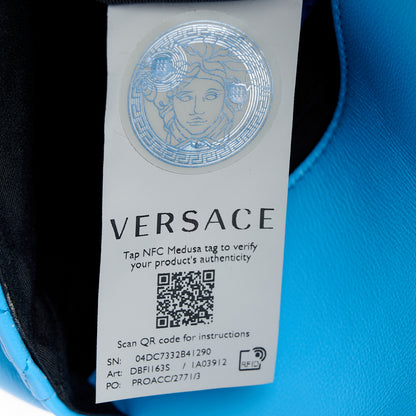 VERSACE
Tap NFC Medusa tag to verify
your product's authenticity
Scan QR code for instructions
SN: 04DC7332B41290
Art: DBFI163S / 1A03912
PO: PROACC/2771/3
RFID